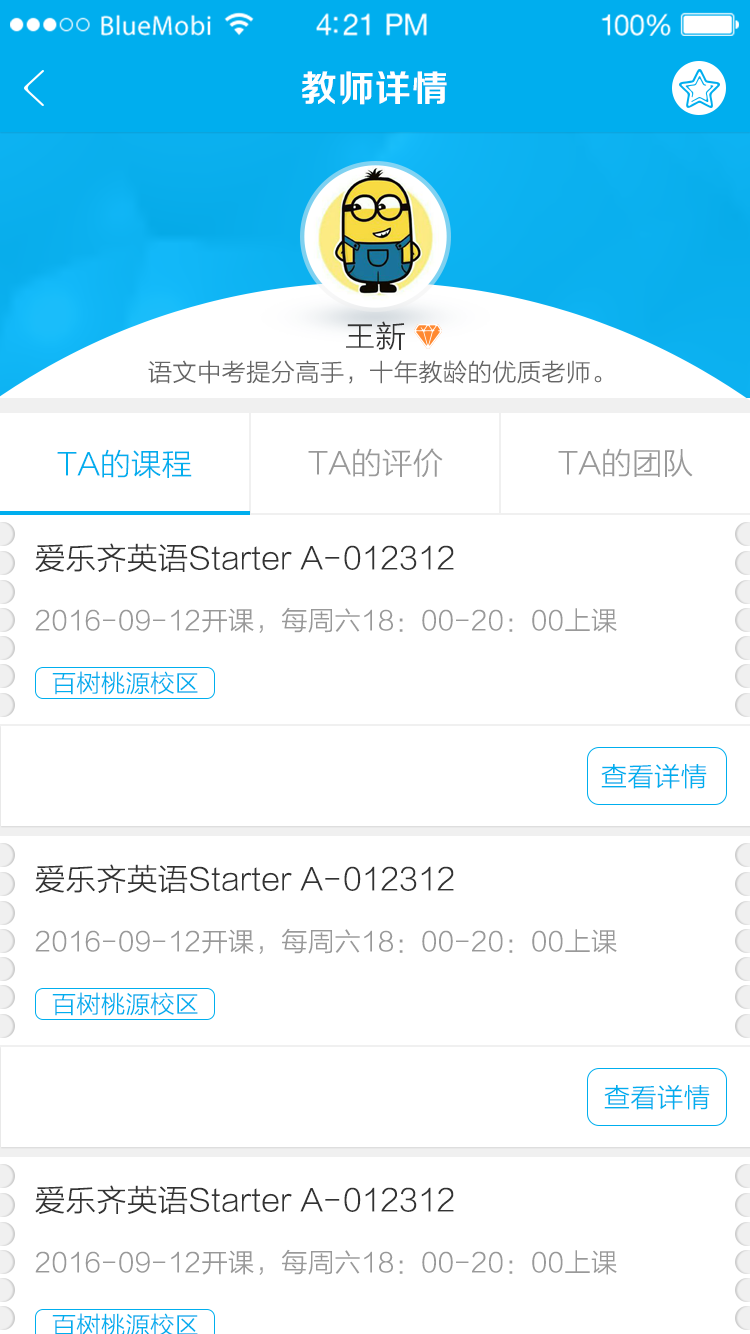 BlueMobi 4:21 PM 100%
教师详情
王新
语文中考提分高手，十年教龄的优质老师。
TA的课程 TA的评价 TA的团队
爱乐齐英语Starter A-012312
2016-09-12开课，每周六18：00-20：00上课
百树桃源校区
查看详情
爱乐齐英语Starter A-012312
2016-09-12开课，每周六18：00-20：00上课
百树桃源校区
查看详情
爱乐齐英语Starter A-012312
2016-09-12开课，每周六18：00-20：00上课
百树桃源校区